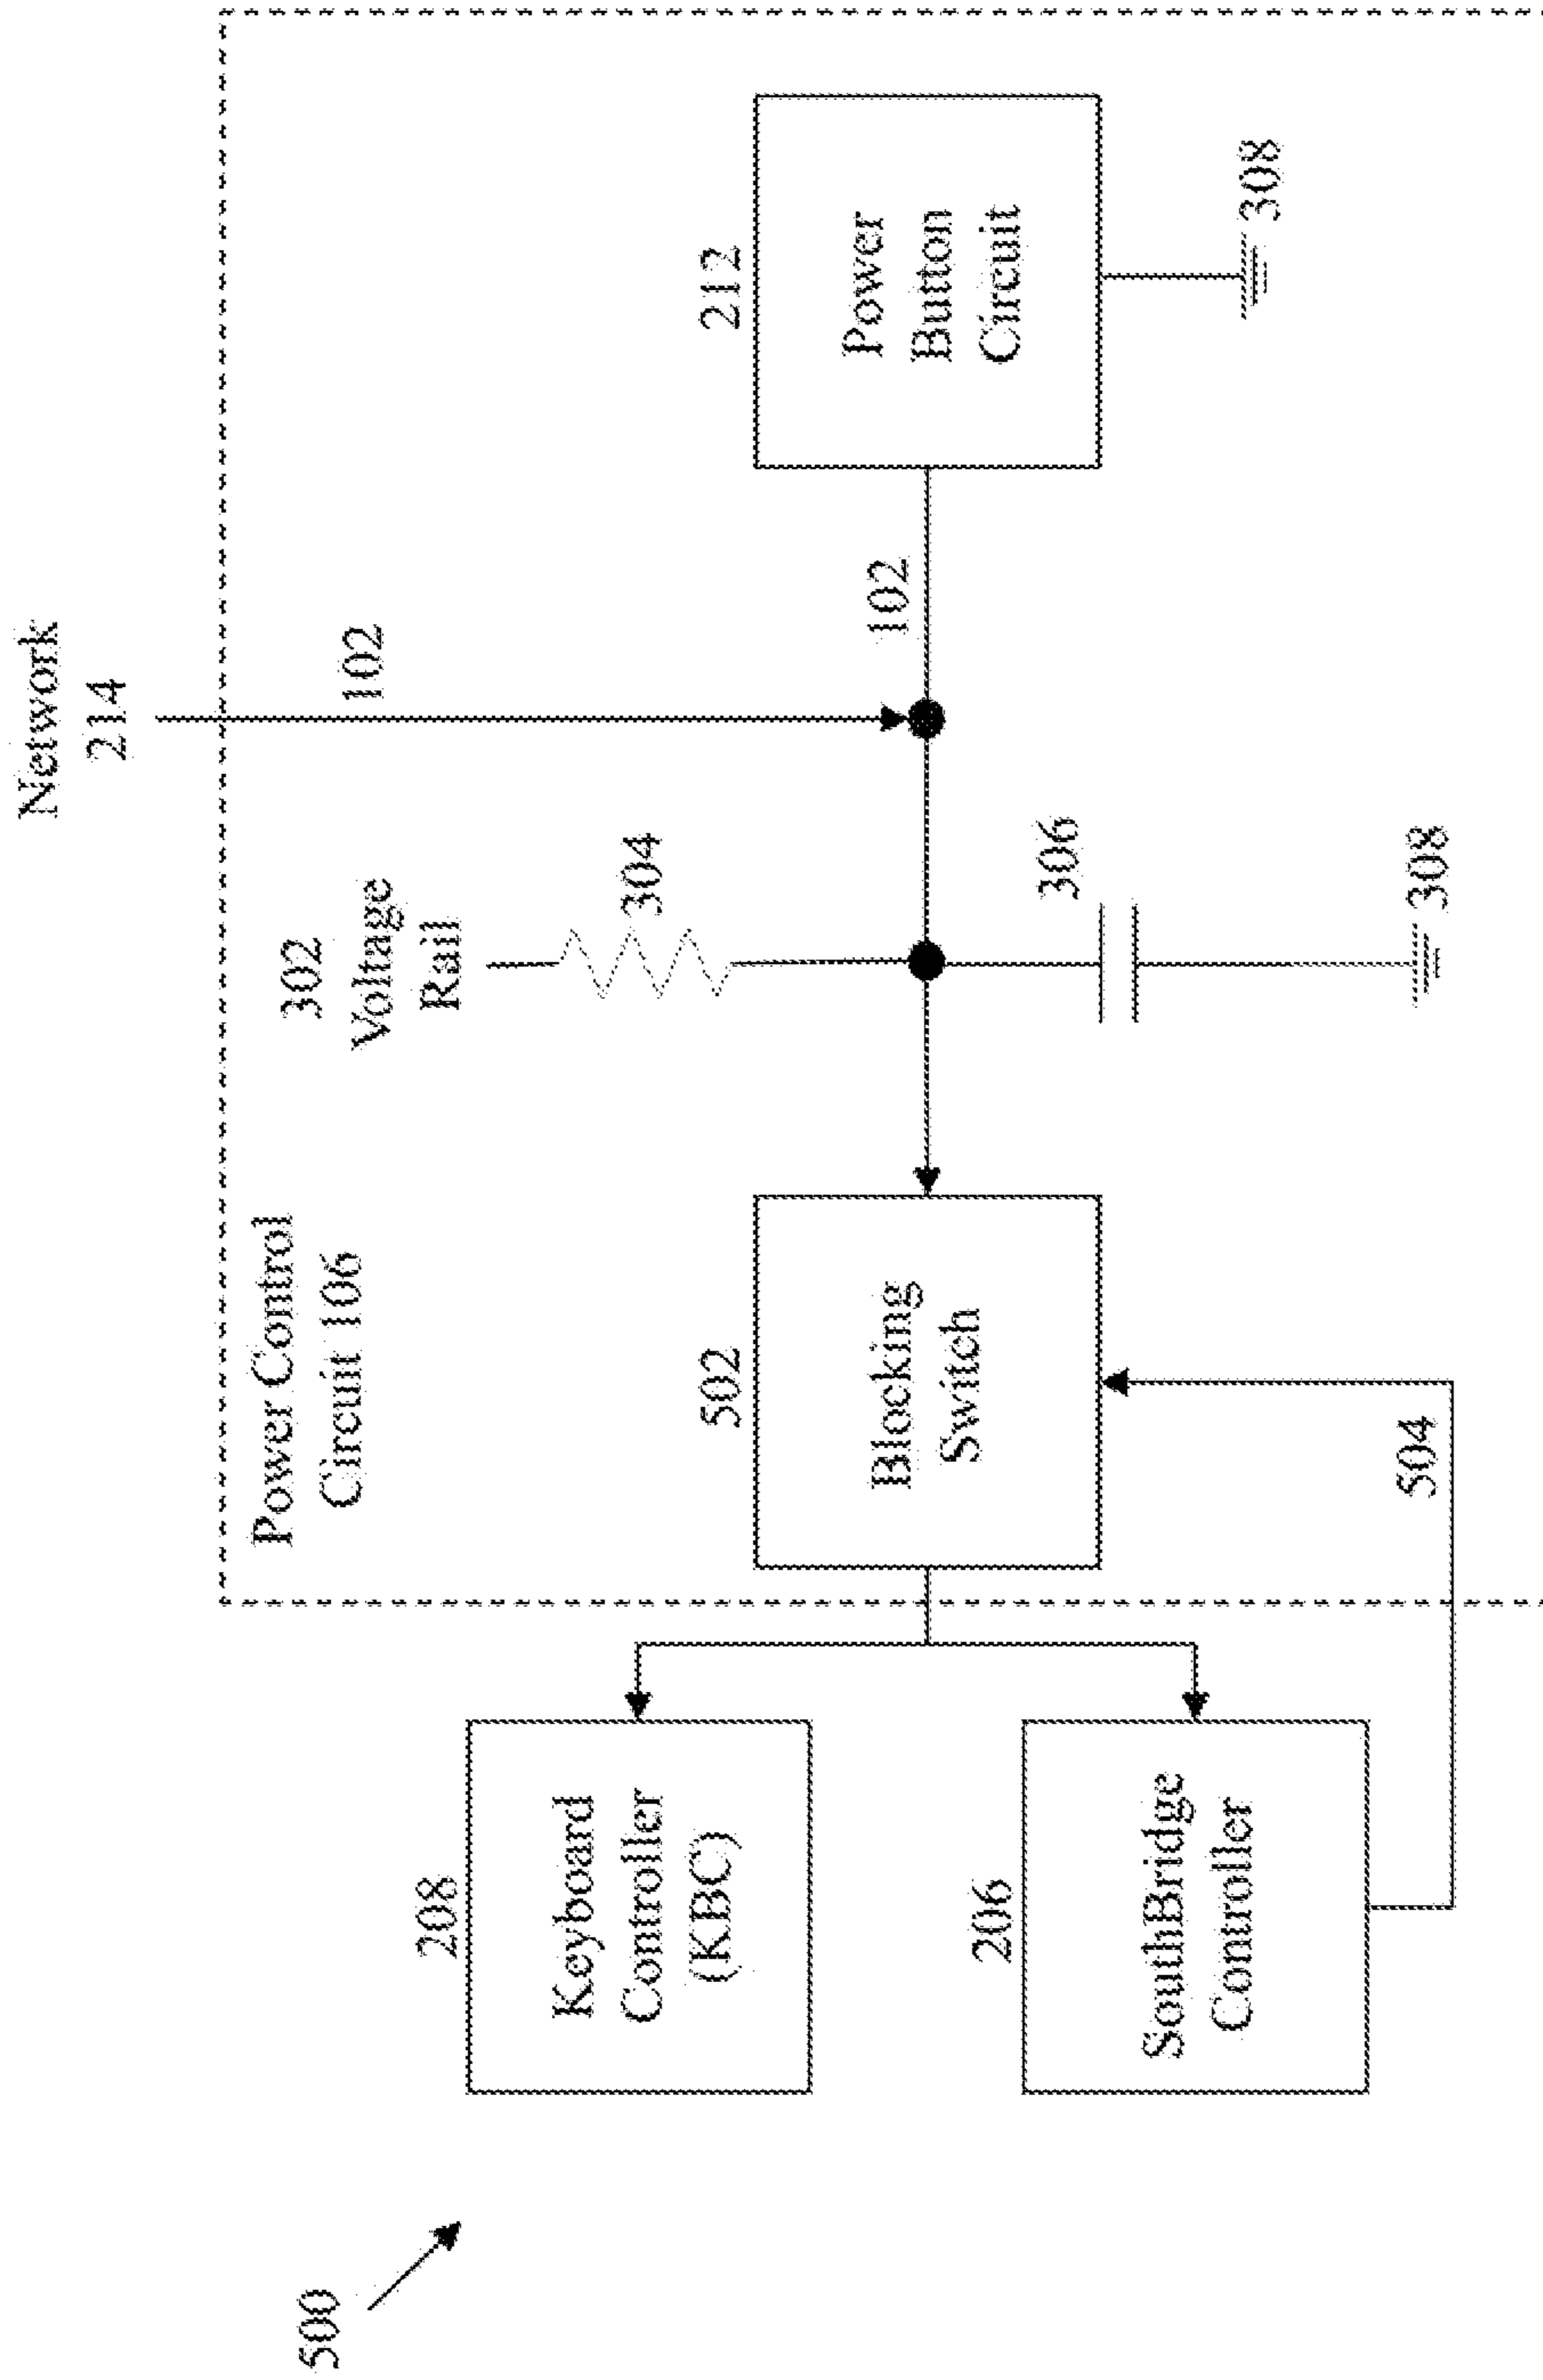 500
208
Keyboard
Controller
(KBC)
206
SouthBridge
Controller
Power Control
Circuit 106
502
Blocking
Switch
504
302
Voltage
Rail
304
306
308
Network
214
102
102
212
Power
Button
Circuit
308